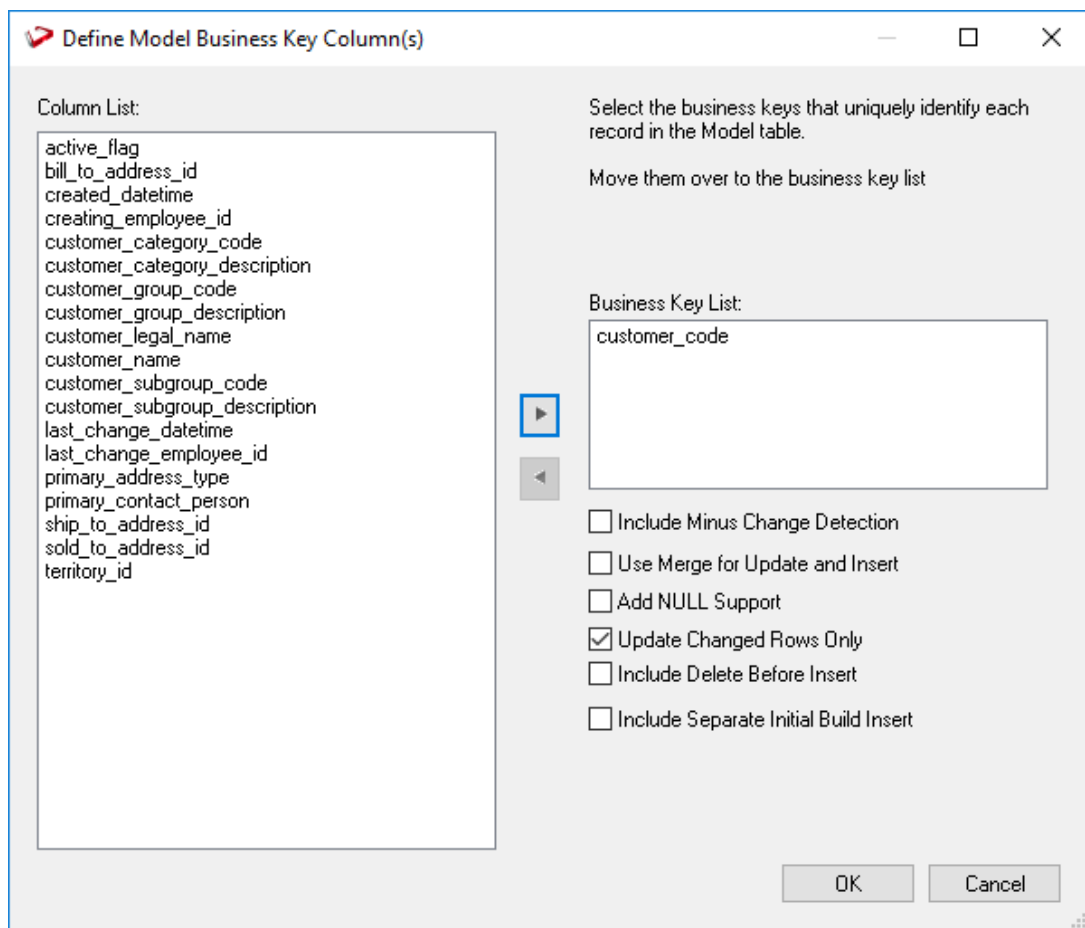 Define Model Business Key Column(s)
Column List:
active_flag
bill_to_address_id
created_datetime
creating_employee_id
customer_category_code
customer_category_description
customer_group_code
customer_group_description
customer_legal_name
customer_name
customer_subgroup_code
customer_subgroup_description
last_change_datetime
last_change_employee_id
primary_address_type
primary_contact_person
ship_to_address_id
sold_to_address_id
territory_id
Select the business keys that uniquely identify each
record in the Model table.
Move them over to the business key list
Business Key List:
customer_code
Include Minus Change Detection
Use Merge for Update and Insert
Add NULL Support
Update Changed Rows Only
Include Delete Before Insert
Include Separate Initial Build Insert
OK
Cancel